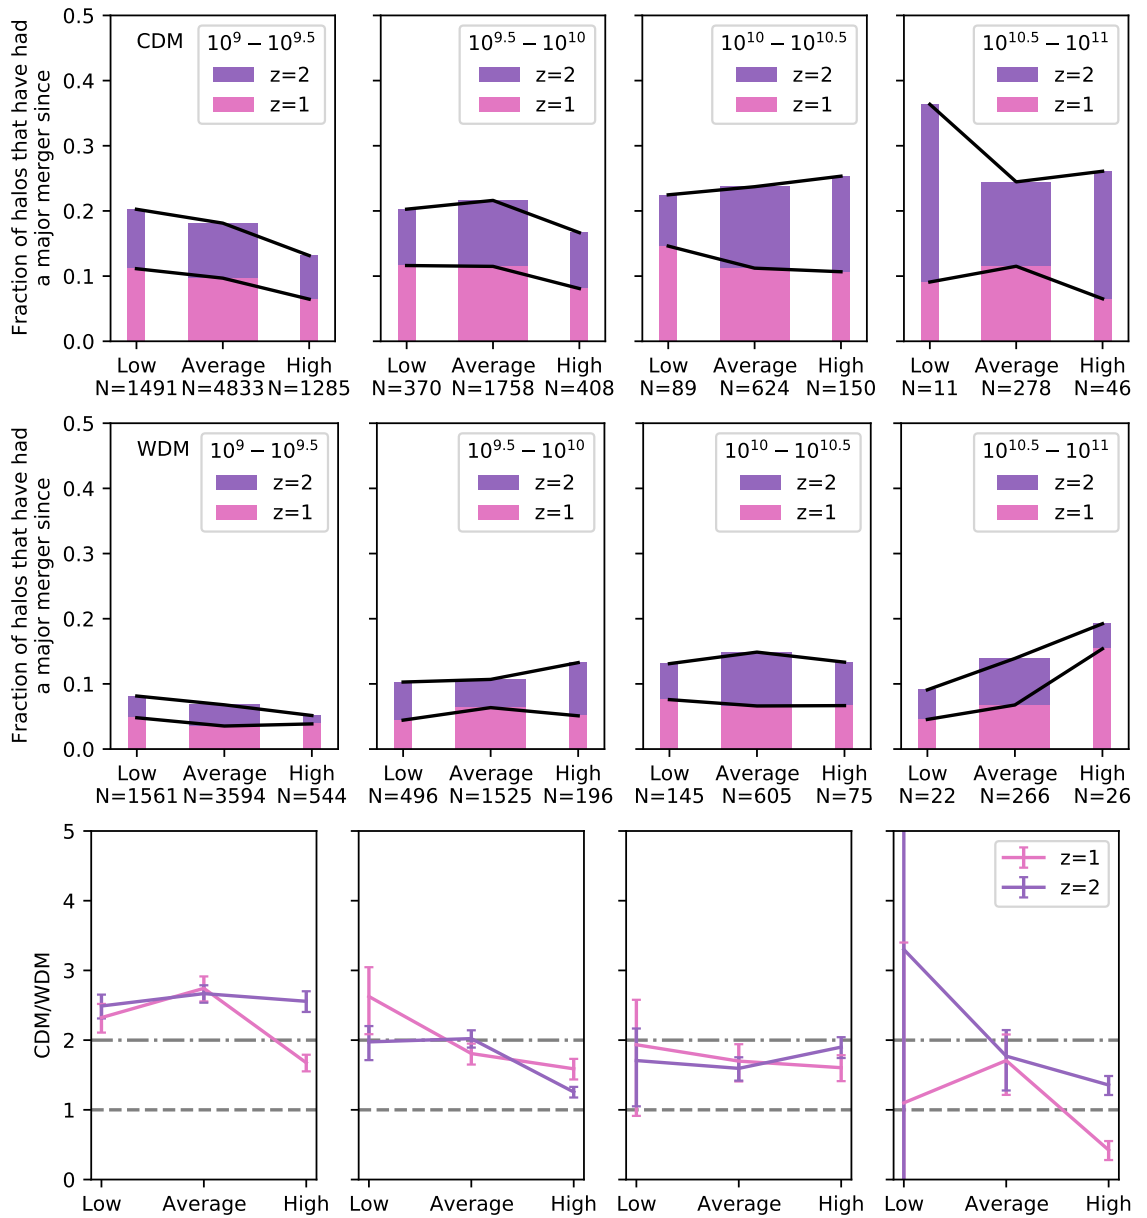 Fraction of halos that have had
a major merger since
0.5
0.4
0.3
0.2
0.1
0.0
CDM
10^9 − 10^9.5
z=2
z=1
Low Average High
N=1491 N=4833 N=1285
10^9.5 − 10^10
z=2
z=1
Low Average High
N=370 N=1758 N=408
10^10 − 10^10.5
z=2
z=1
Low Average High
N=89 N=624 N=150
10^10.5 − 10^11
z=2
z=1
Low Average High
N=11 N=278 N=46
Fraction of halos that have had
a major merger since
0.5
0.4
0.3
0.2
0.1
0.0
WDM
10^9 − 10^9.5
z=2
z=1
Low Average High
N=1561 N=3594 N=544
10^9.5 − 10^10
z=2
z=1
Low Average High
N=496 N=1525 N=196
10^10 − 10^10.5
z=2
z=1
Low Average High
N=145 N=605 N=75
10^10.5 − 10^11
z=2
z=1
Low Average High
N=22 N=266 N=26
CDM/WDM
5
4
3
2
1
0
Low Average High
Low Average High
Low Average High
z=1
z=2
Low Average High